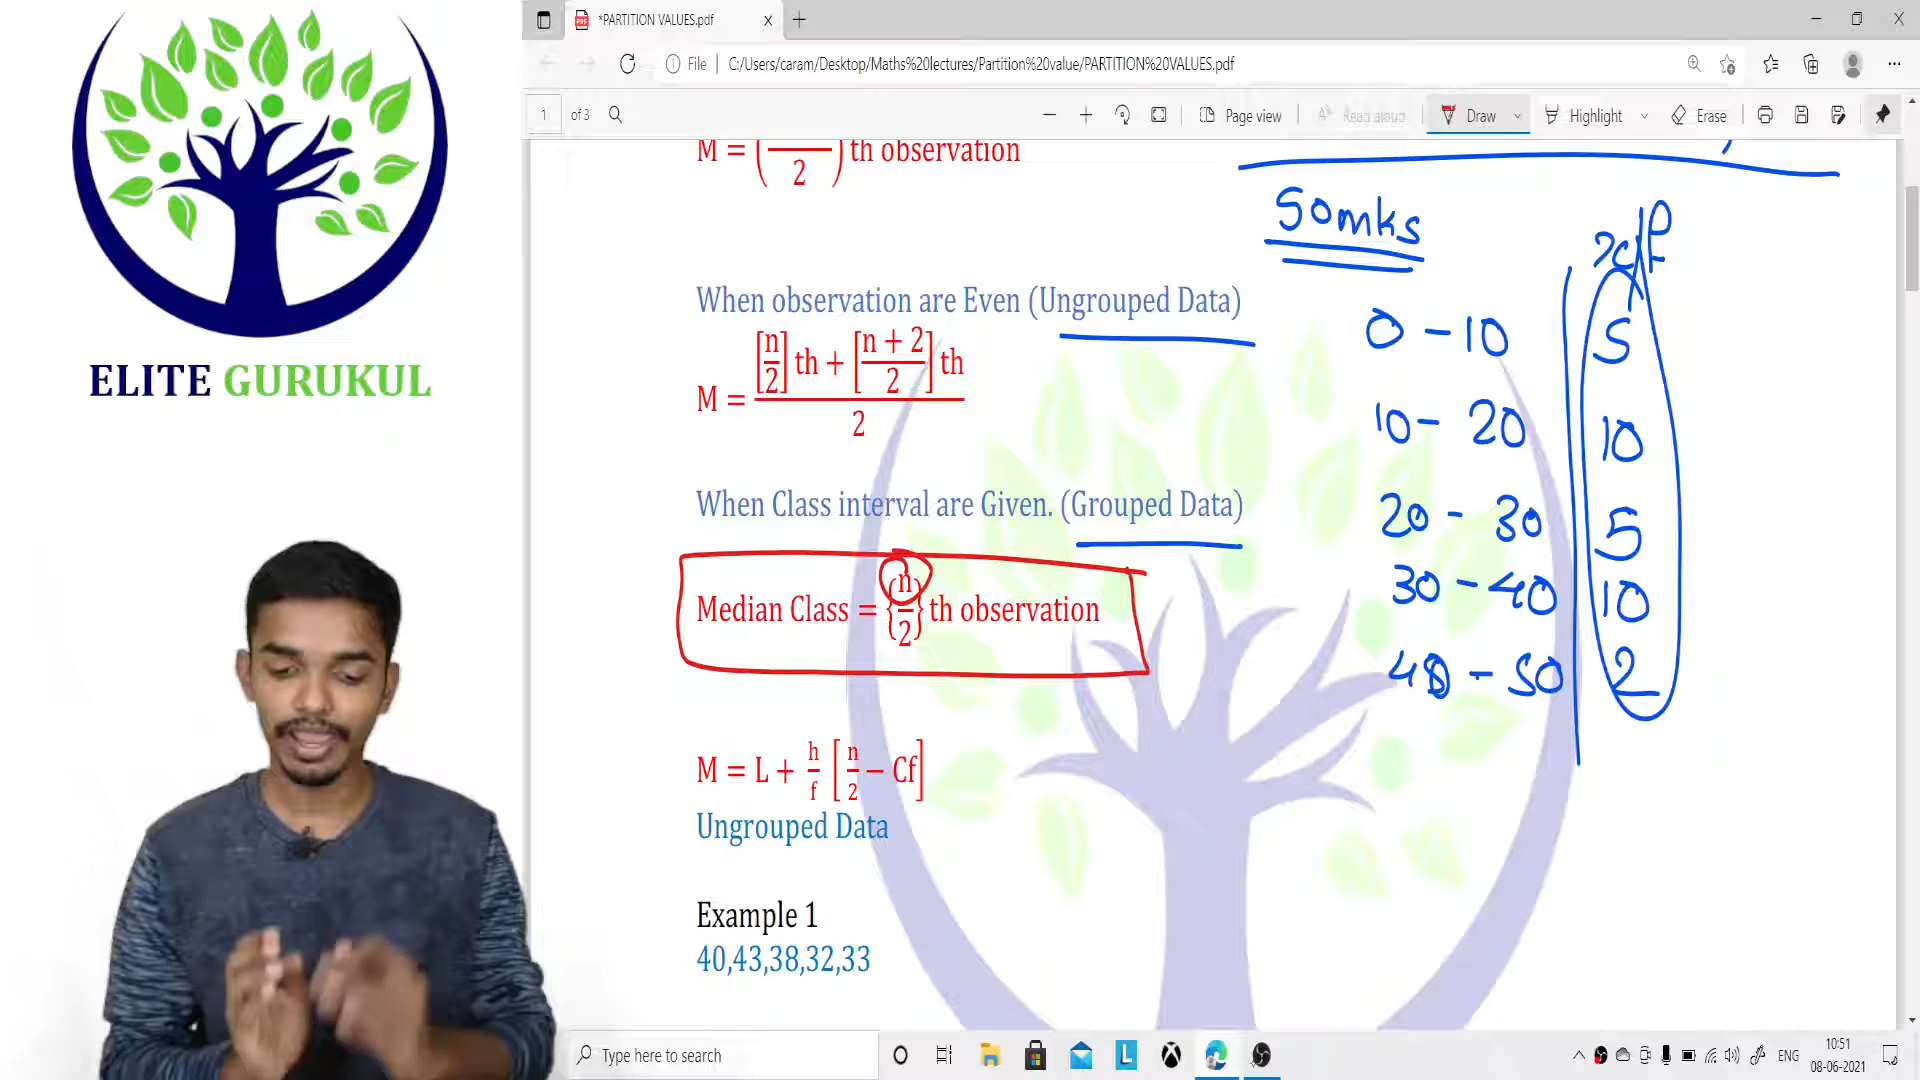 *PARTITION VALUES.pdf
File
C:/Users/caram/Desktop/Maths%20lectures/Partition%20value/PARTITION%20VALUES.pdf
1 of 3
Page view
Read aloud
Draw
Highlight
Erase
ELITE GURUKUL
M = ( / 2 ) th observation
50mks
x f
When observation are Even (Ungrouped Data)
M = ([n/2] th + [(n + 2)/2] th) / 2
0 - 10 5
10 - 20 10
When Class interval are Given. (Grouped Data)
20 - 30 5
Median Class = {n/2} th observation
30 - 40 10
40 - 50 2
M = L + h/f [n/2 - Cf]
Ungrouped Data
Example 1
40,43,38,32,33
Type here to search
ENG
10:51
08-06-2021